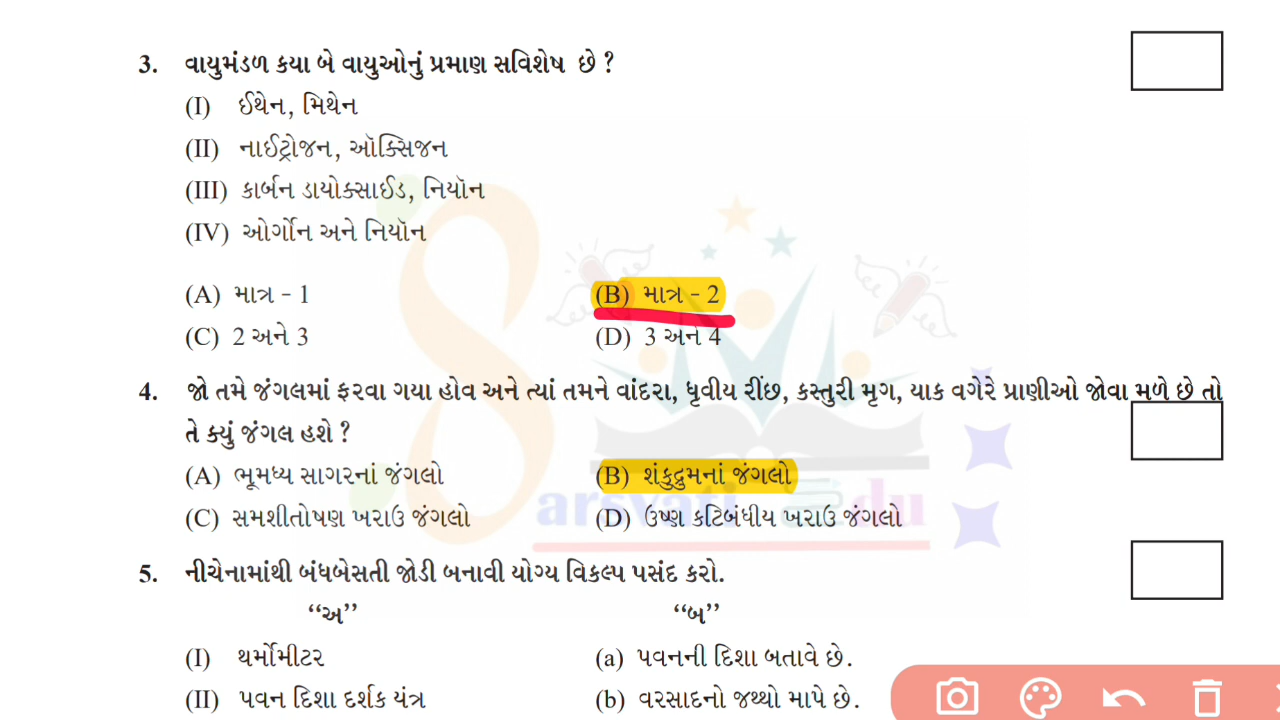 3. વાયુમંડળ કયા બે વાયુઓનું પ્રમાણ સવિશેષ છે ?
(I) ઈથેન, મિથેન
(II) નાઈટ્રોજન, ઑક્સિજન
(III) કાર્બન ડાયોક્સાઈડ, નિયૉન
(IV) ઓર્ગોન અને નિયૉન
(A) માત્ર - 1 (B) માત્ર - 2
(C) 2 અને 3 (D) 3 અને 4
4. જો તમે જંગલમાં ફરવા ગયા હોવ અને ત્યાં તમને વાંદરા, ધૃવીય રીંછ, કસ્તુરી મૃગ, યાક વગેરે પ્રાણીઓ જોવા મળે છે તો
તે ક્યું જંગલ હશે ?
(A) ભૂમધ્ય સાગરનાં જંગલો (B) શંકુદ્રુમનાં જંગલો
(C) સમશીતોષણ ખરાઉ જંગલો (D) ઉષ્ણ કટિબંધીય ખરાઉ જંગલો
arsvati Edu
5. નીચેનામાંથી બંધબેસતી જોડી બનાવી યોગ્ય વિકલ્પ પસંદ કરો.
“અ” “બ”
(I) થર્મોમીટર (a) પવનની દિશા બતાવે છે.
(II) પવન દિશા દર્શક યંત્ર (b) વરસાદનો જથ્થો માપે છે.